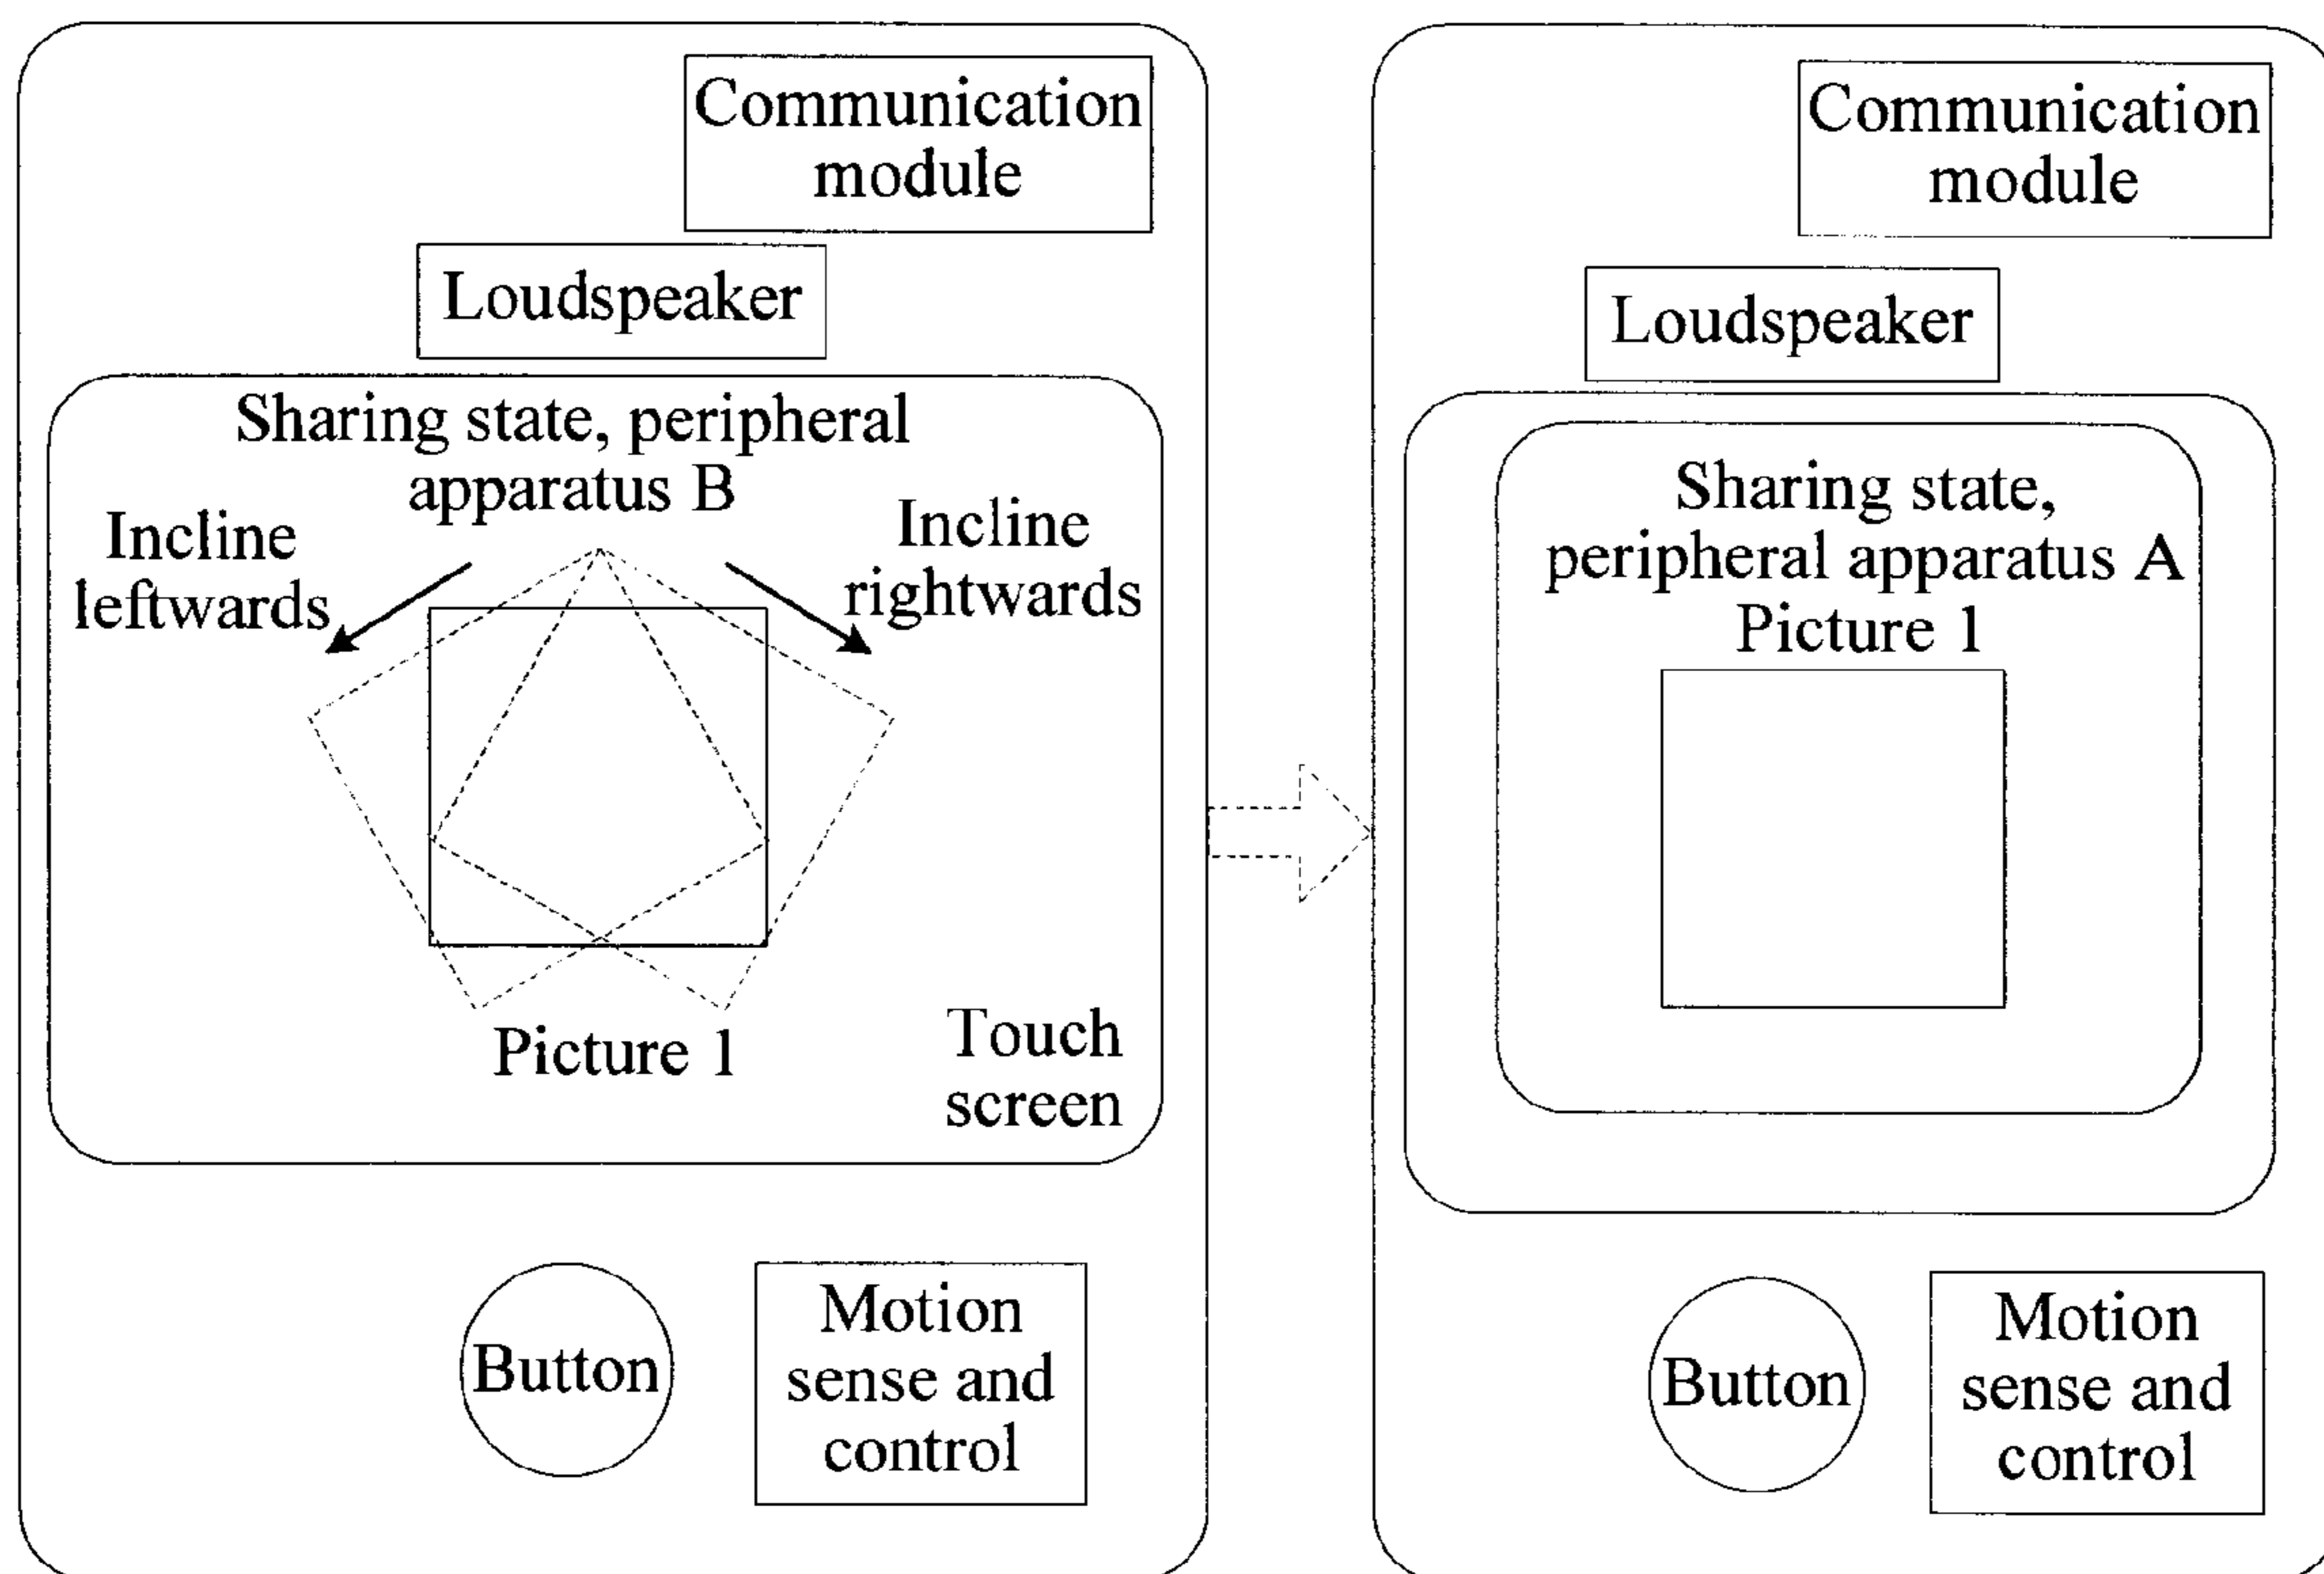 Communication
module
Loudspeaker
Sharing state, peripheral
apparatus B
Incline
leftwards
Incline
rightwards
Picture 1
Touch
screen
Button
Motion
sense and
control
Communication
module
Loudspeaker
Sharing state,
peripheral apparatus A
Picture 1
Button
Motion
sense and
control